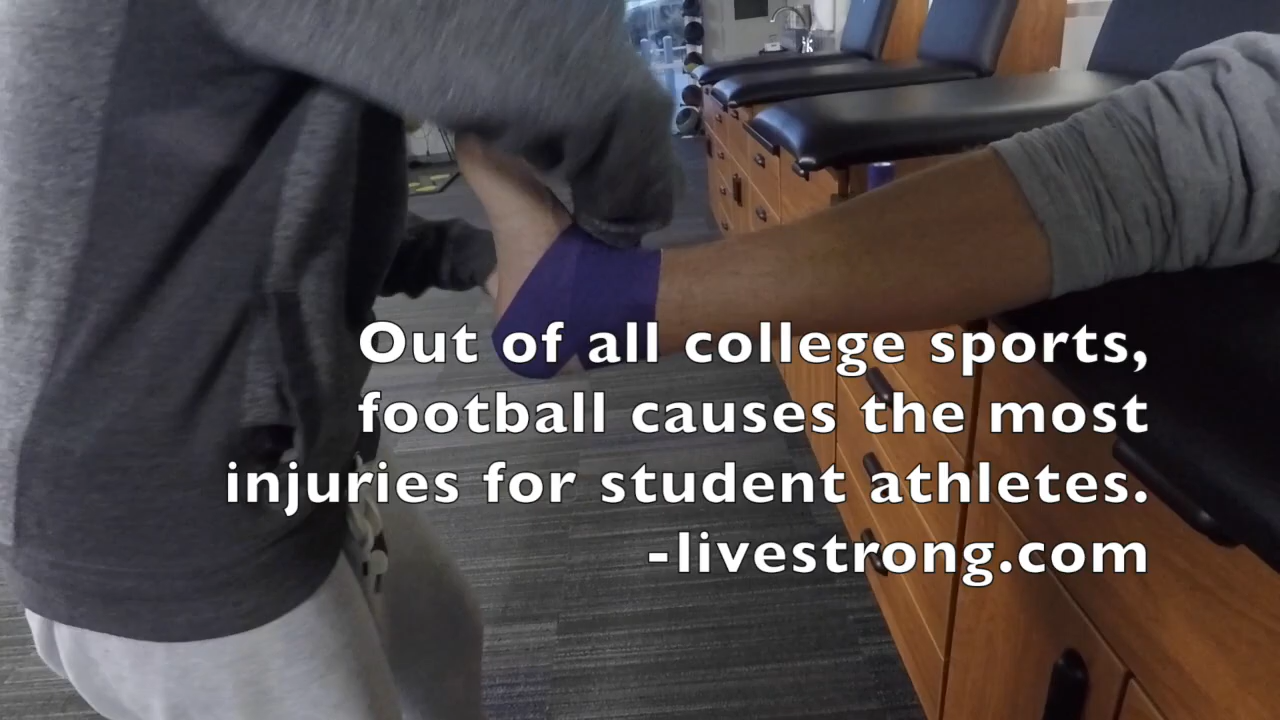 Out of all college sports,
football causes the most
injuries for student athletes.
-livestrong.com